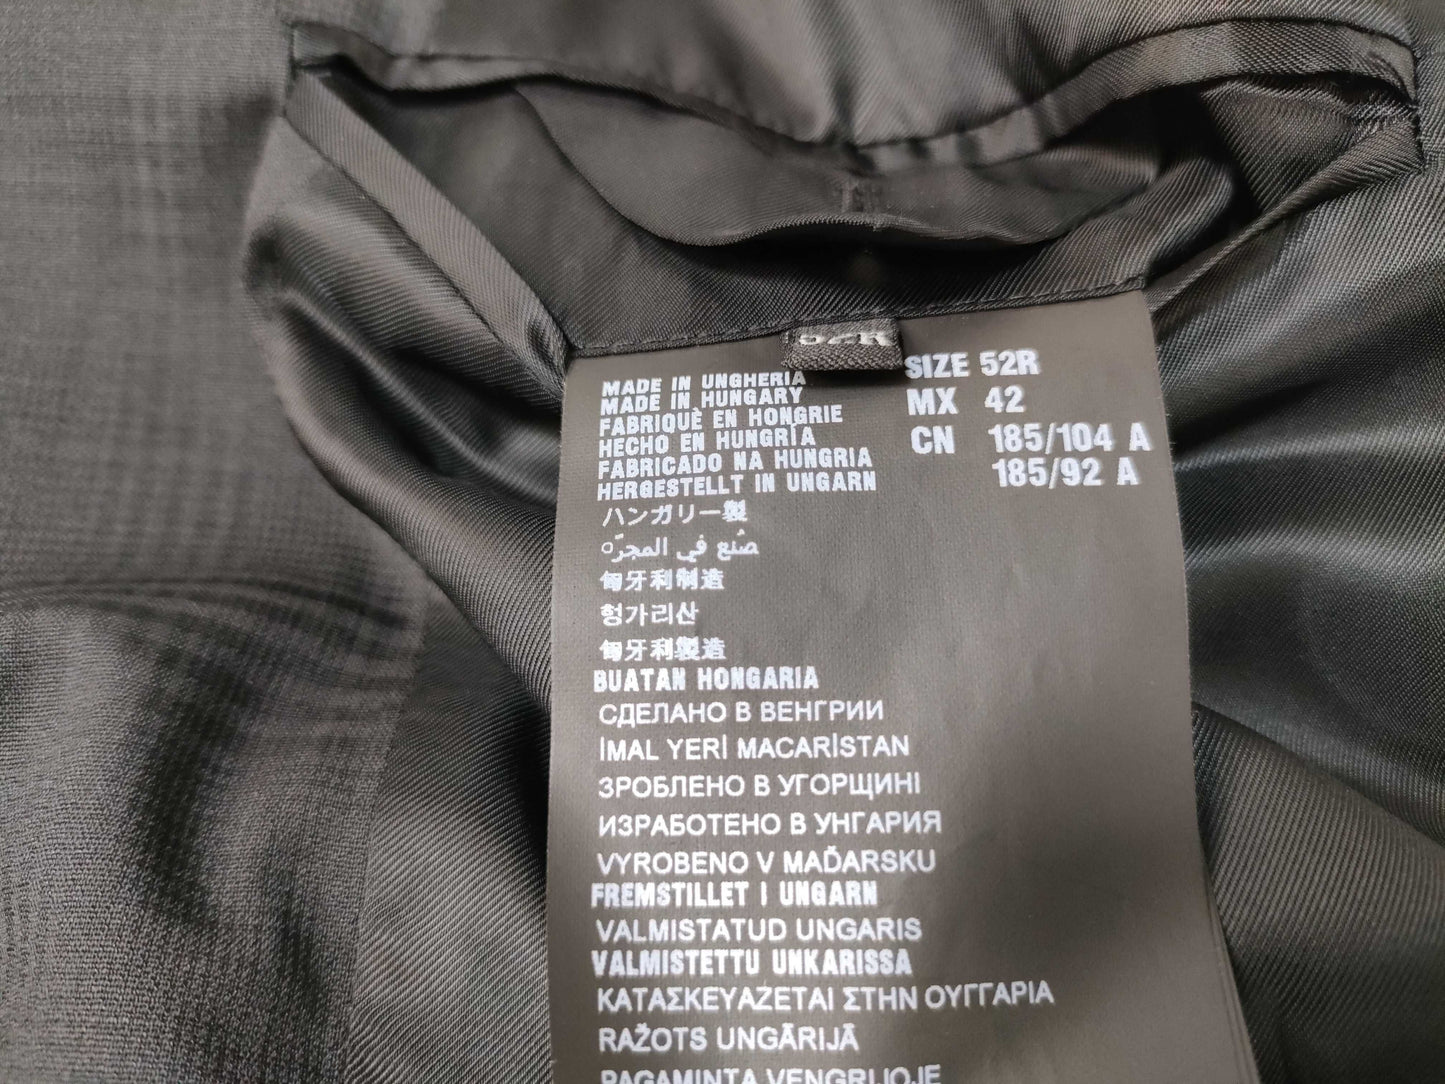 52R
MADE IN UNGHERIA
MADE IN HUNGARY
FABRIQUÈ EN HONGRIE
HECHO EN HUNGRÍA
FABRICADO NA HUNGRIA
HERGESTELLT IN UNGARN
ハンガリー製
صُنع في المجرّه
匈牙利制造
헝가리산
匈牙利製造
BUATAN HONGARIA
СДЕЛАНО В ВЕНГРИИ
İMAL YERİ MACARİSTAN
ЗРОБЛЕНО В УГОРЩИНІ
ИЗРАБОТЕНО В УНГАРИЯ
VYROBENO V MAĎARSKU
FREMSTILLET I UNGARN
VALMISTATUD UNGARIS
VALMISTETTU UNKARISSA
ΚΑΤΑΣΚΕΥΑΖΕΤΑΙ ΣΤΗΝ ΟΥΓΓΑΡΙΑ
RAŽOTS UNGĀRIJĀ
PAGAMINTA VENGRIJOJE
SIZE 52R
MX 42
CN 185/104 A
185/92 A